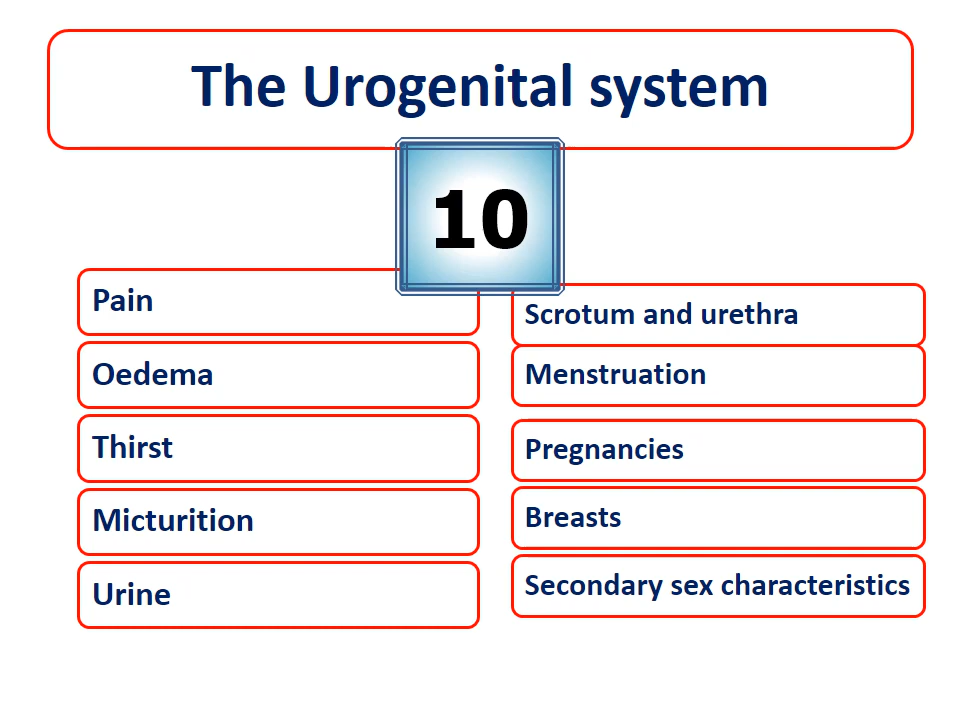 The Urogenital system
10
Pain
Oedema
Thirst
Micturition
Urine
Scrotum and urethra
Menstruation
Pregnancies
Breasts
Secondary sex characteristics